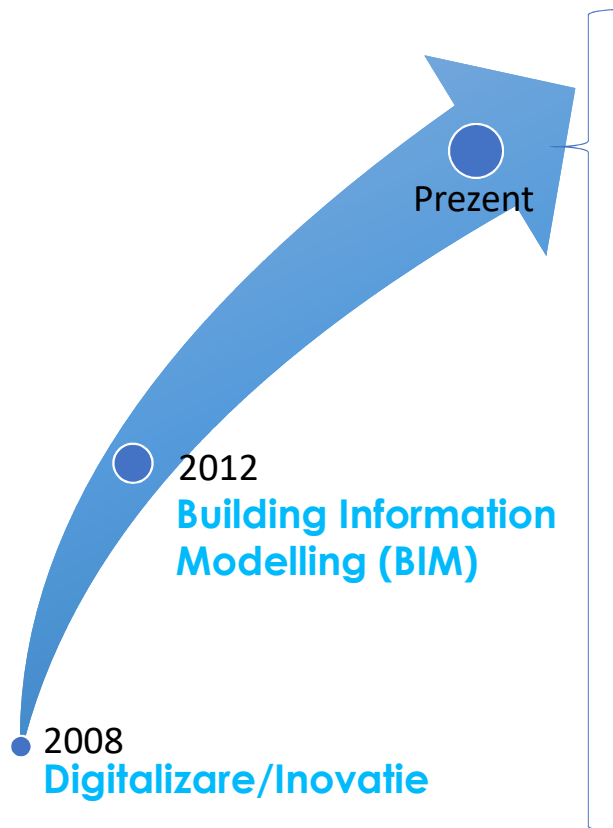 Prezent
2012
Building Information
Modelling (BIM)
2008
Digitalizare/Inovatie